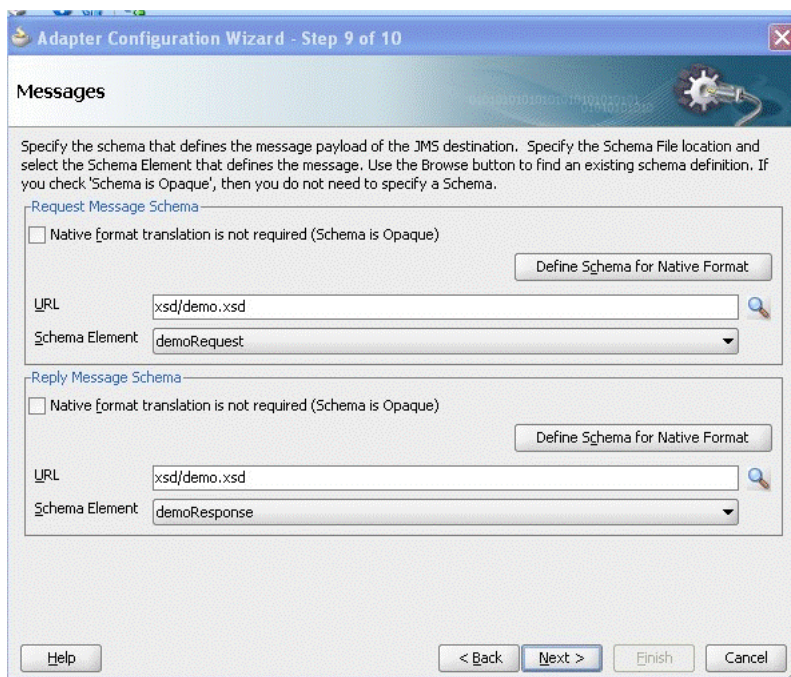 Adapter Configuration Wizard - Step 9 of 10
Messages
Specify the schema that defines the message payload of the JMS destination. Specify the Schema File location and
select the Schema Element that defines the message. Use the Browse button to find an existing schema definition. If
you check 'Schema is Opaque', then you do not need to specify a Schema.
Request Message Schema
Native format translation is not required (Schema is Opaque)
Define Schema for Native Format
URL xsd/demo.xsd
Schema Element demoRequest
Reply Message Schema
Native format translation is not required (Schema is Opaque)
Define Schema for Native Format
URL xsd/demo.xsd
Schema Element demoResponse
Help < Back Next > Finish Cancel